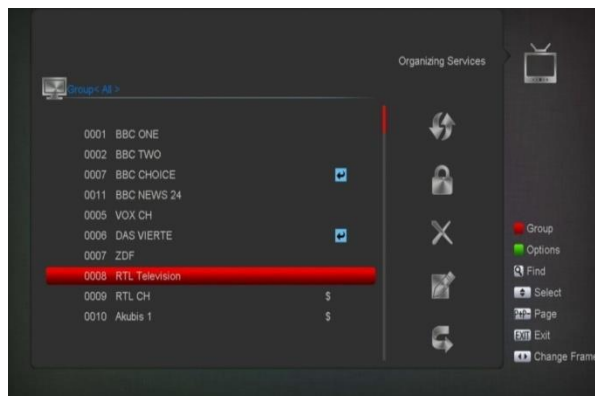 Organizing Services
Group< All >
0001 BBC ONE
0002 BBC TWO
0007 BBC CHOICE
0011 BBC NEWS 24
0005 VOX CH
0006 DAS VIERTE
0007 ZDF
0008 RTL Television
0009 RTL CH $
0010 Akubis 1 $
Group
Options
Find
Select
P+P- Page
EXIT Exit
Change Frame